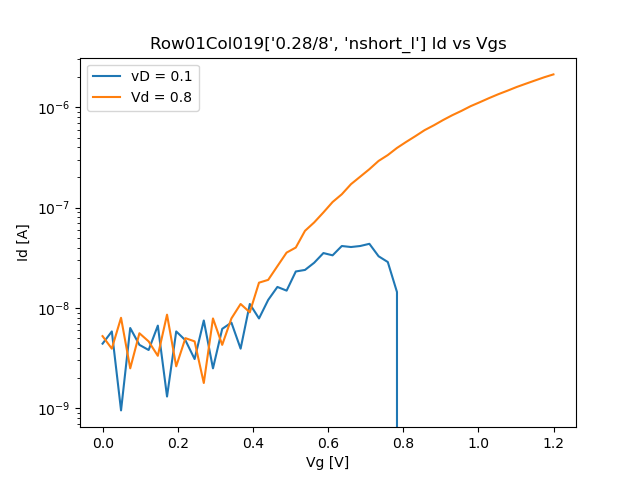 Row01Col019['0.28/8', 'nshort_l'] Id vs Vgs
vD = 0.1
Vd = 0.8
Id [A]
10⁻⁶
10⁻⁷
10⁻⁸
10⁻⁹
0.0 0.2 0.4 0.6 0.8 1.0 1.2
Vg [V]